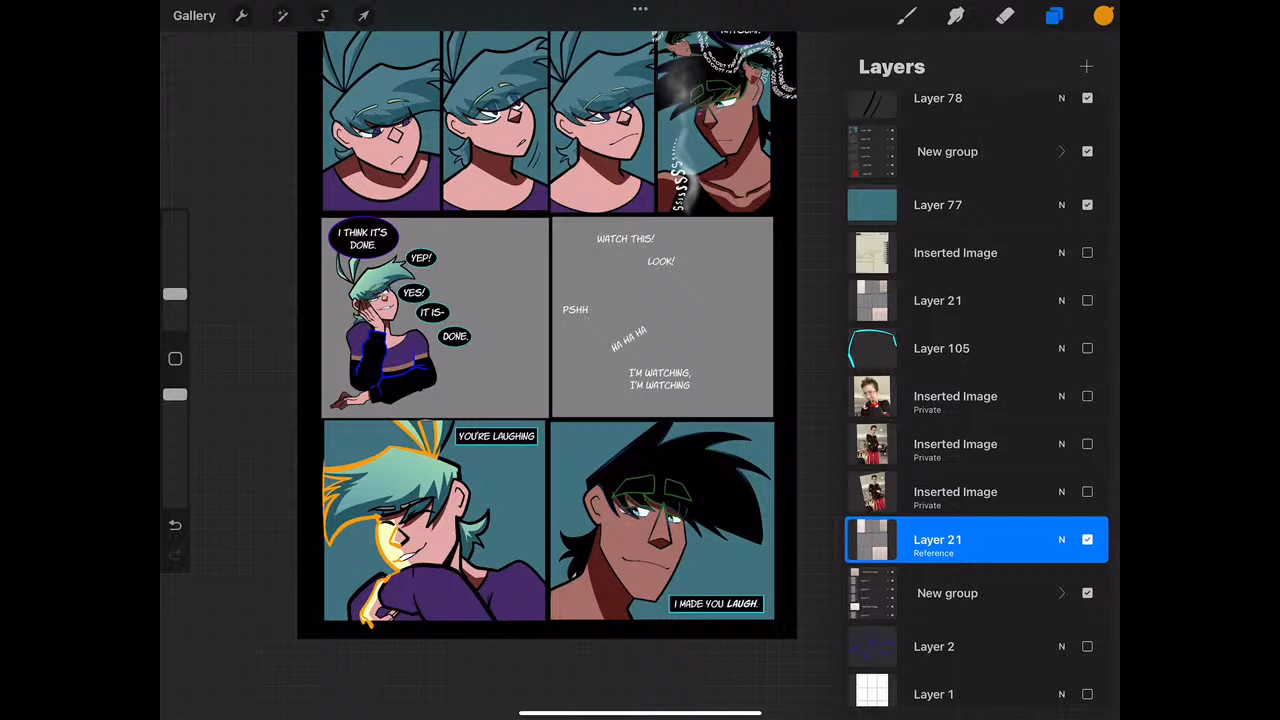 Gallery
Layers
Layer 78 N
New group
Layer 77 N
Inserted Image N
Layer 21 N
Layer 105 N
Inserted Image N
Private
Inserted Image N
Private
Inserted Image N
Private
Layer 21 N
Reference
New group
Layer 2 N
Layer 1 N
I THINK IT'S
DONE.
YEP!
YES!
IT IS-
DONE.
WATCH THIS!
LOOK!
PSHH
HA HA HA
I'M WATCHING,
I'M WATCHING
YOU'RE LAUGHING
I MADE YOU LAUGH.